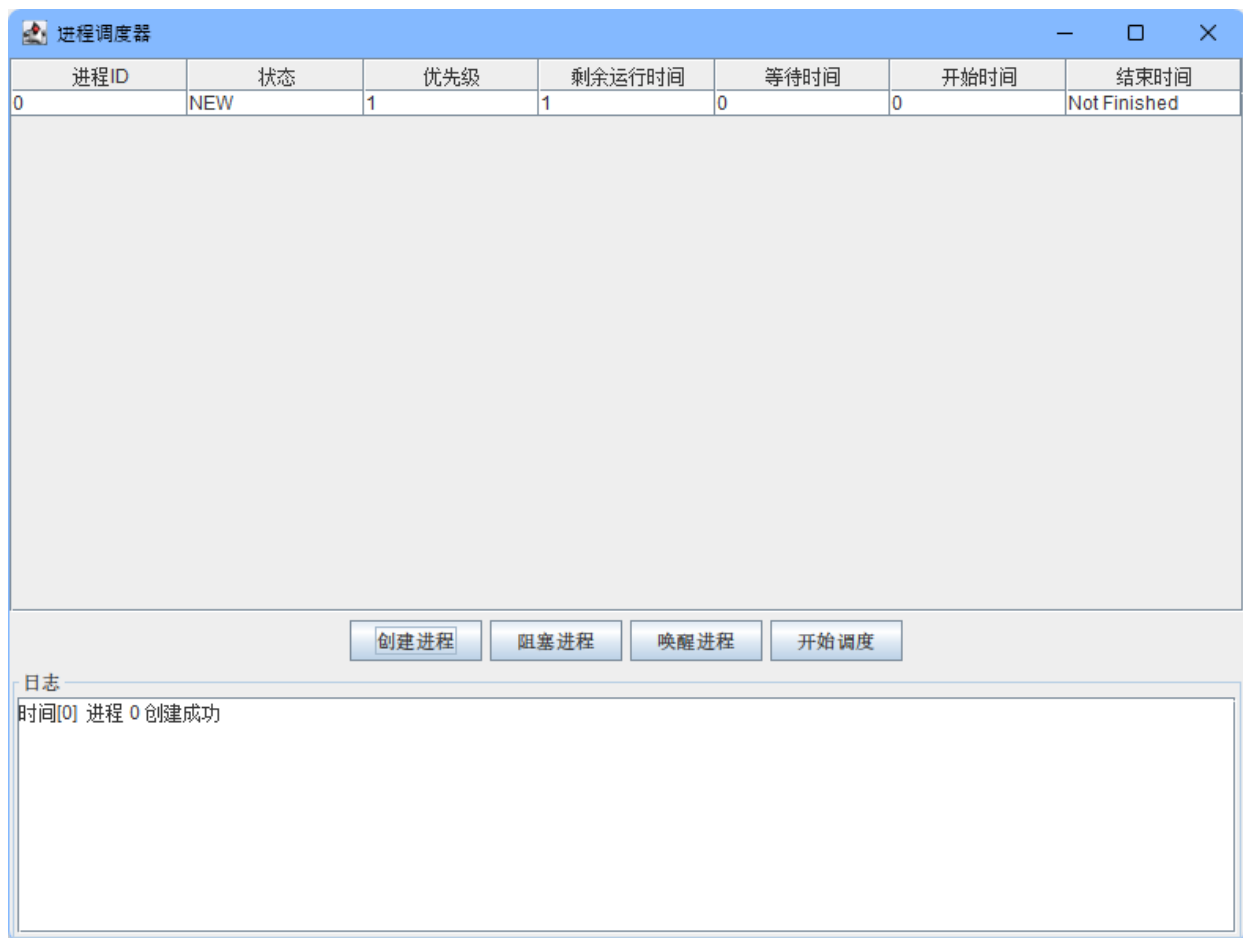 进程调度器
进程ID 状态 优先级 剩余运行时间 等待时间 开始时间 结束时间
0 NEW 1 1 0 0 Not Finished
创建进程 阻塞进程 唤醒进程 开始调度
日志
时间[0] 进程 0 创建成功